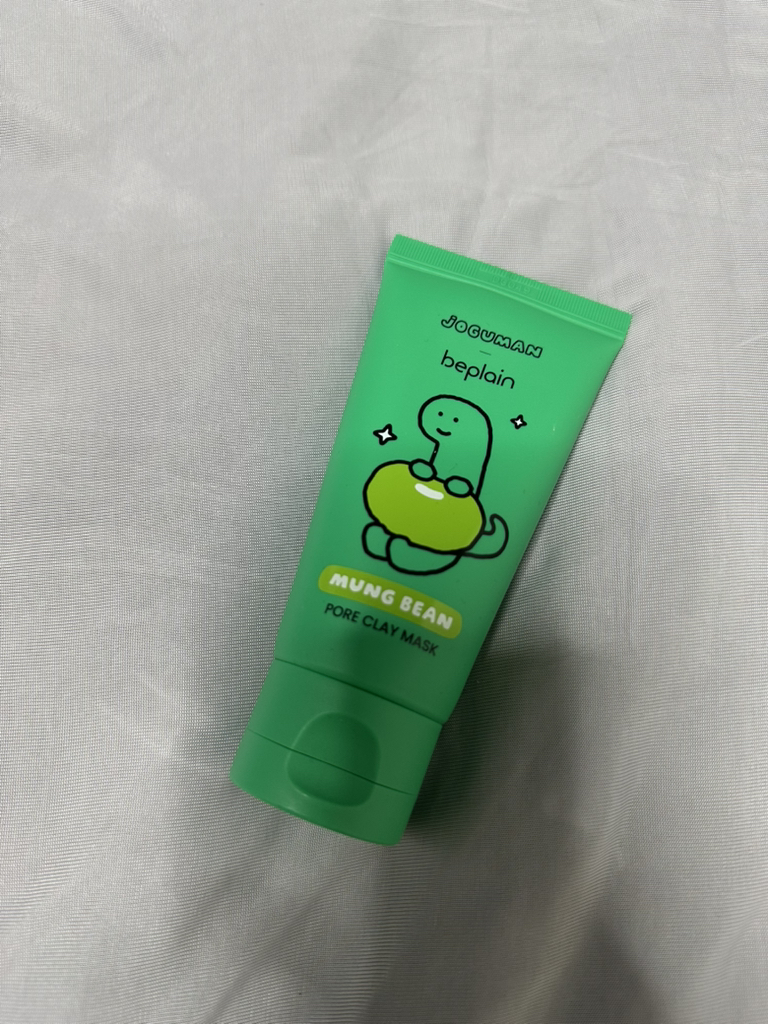 JOGUMAN
beplain
MUNG BEAN
PORE CLAY MASK